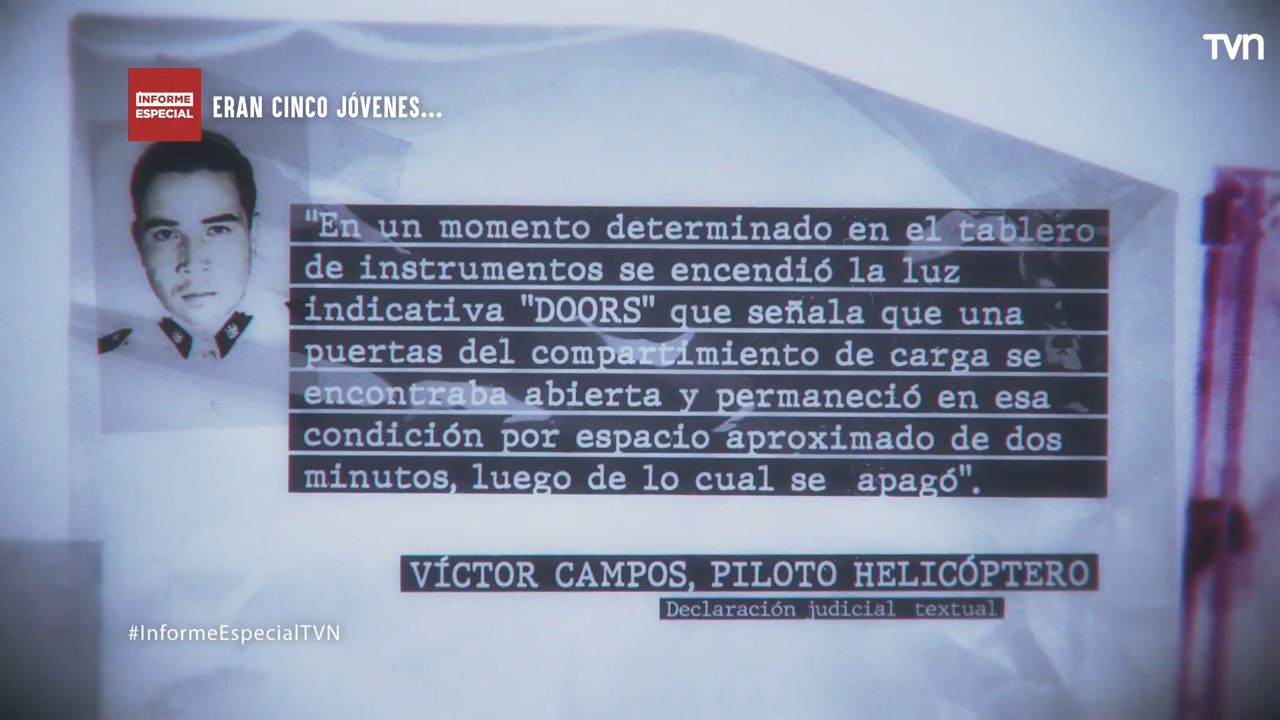 TVN
INFORME
ESPECIAL
ERAN CINCO JÓVENES...
"En un momento determinado en el tablero
de instrumentos se encendió la luz
indicativa "DOORS" que señala que una
puertas del compartimiento de carga se
encontraba abierta y permaneció en esa
condición por espacio aproximado de dos
minutos, luego de lo cual se apagó".
VÍCTOR CAMPOS, PILOTO HELICÓPTERO
Declaración judicial textual
#InformeEspecialTVN